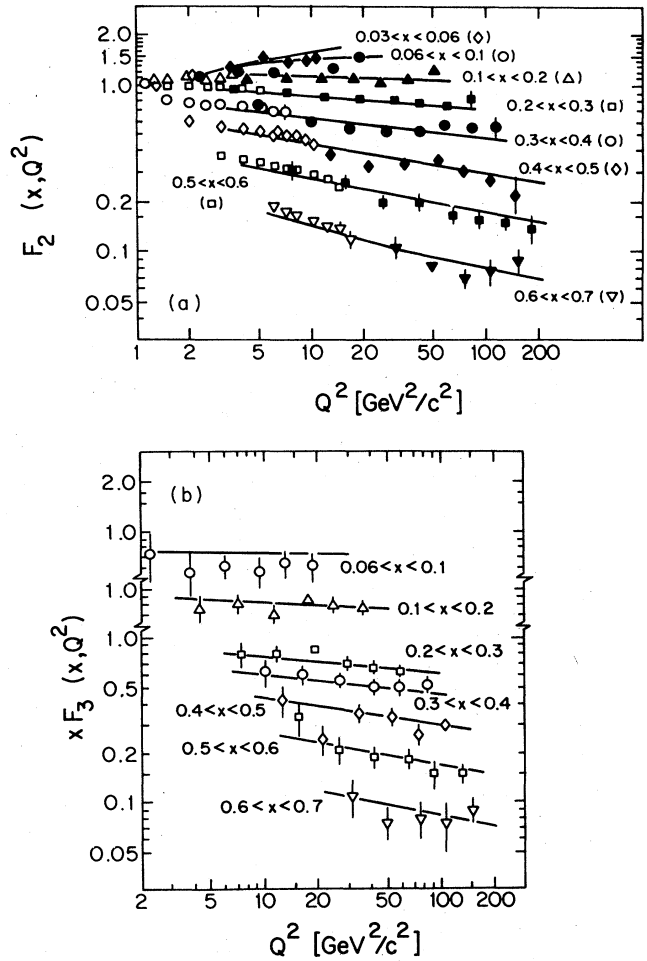 2.0
1.5
1.0
0.2
0.1
0.05
F₂ (x,Q²)
0.03<x<0.06 (◊)
0.06<x<0.1 (○)
0.1<x<0.2 (△)
0.2<x<0.3 (□)
0.3<x<0.4 (○)
0.4<x<0.5 (◊)
0.5<x<0.6
(□)
0.6<x<0.7 (▽)
(a)
1 2 5 10 20 50 100 200
Q² [GeV²/c²]
(b)
2.0
1.0
1.0
1.0
0.5
0.2
0.1
0.05
xF₃ (x,Q²)
0.06<x<0.1
0.1<x<0.2
0.2<x<0.3
0.3<x<0.4
0.4<x<0.5
0.5<x<0.6
0.6<x<0.7
2 5 10 20 50 100 200
Q² [GeV²/c²]